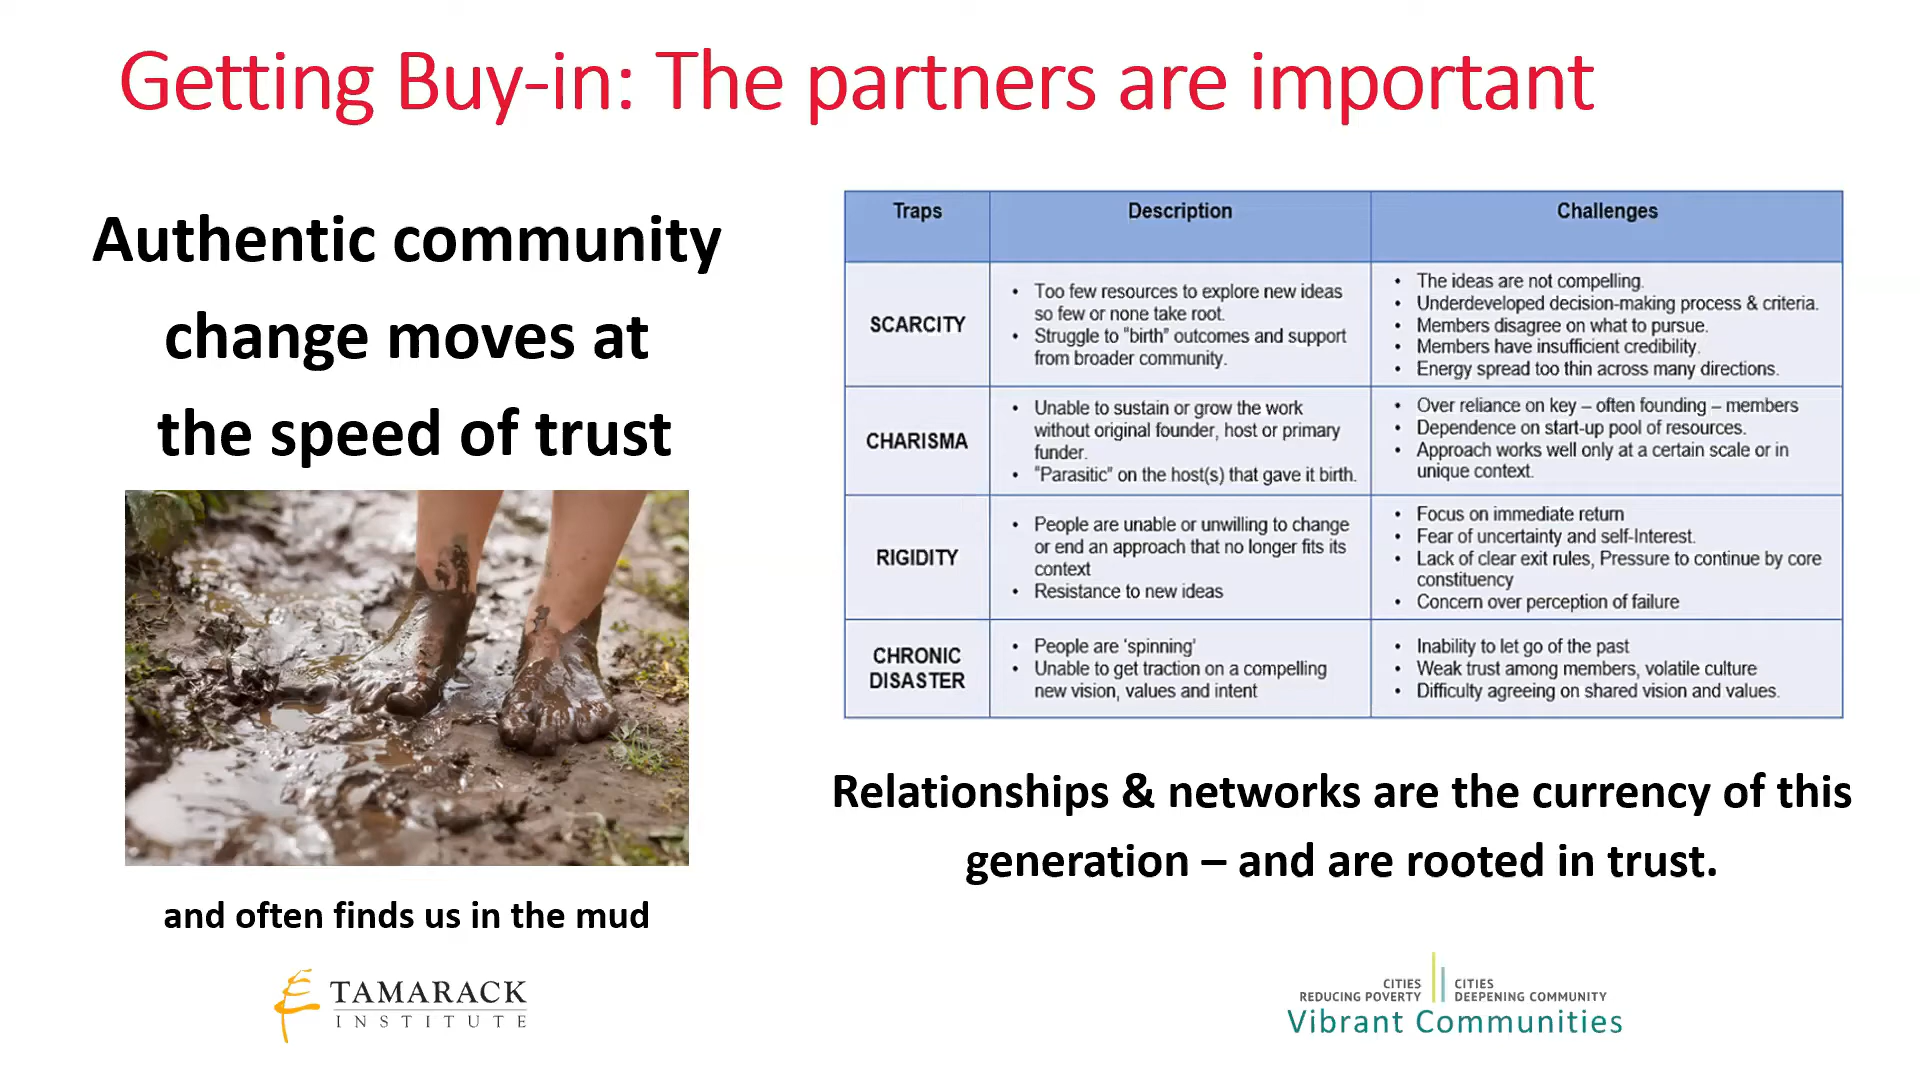 Getting Buy-in: The partners are important
Authentic community
change moves at
the speed of trust
and often finds us in the mud
TAMARACK
INSTITUTE
Traps
Description
Challenges
SCARCITY
• Too few resources to explore new ideas
so few or none take root.
• Struggle to "birth" outcomes and support
from broader community.
• The ideas are not compelling.
• Underdeveloped decision-making process & criteria.
• Members disagree on what to pursue.
• Members have insufficient credibility.
• Energy spread too thin across many directions.
CHARISMA
• Unable to sustain or grow the work
without original founder, host or primary
funder.
• "Parasitic" on the host(s) that gave it birth.
• Over reliance on key – often founding – members
• Dependence on start-up pool of resources.
• Approach works well only at a certain scale or in
unique context.
RIGIDITY
• People are unable or unwilling to change
or end an approach that no longer fits its
context
• Resistance to new ideas
• Focus on immediate return
• Fear of uncertainty and self-Interest.
• Lack of clear exit rules, Pressure to continue by core
constituency
• Concern over perception of failure
CHRONIC
DISASTER
• People are 'spinning'
• Unable to get traction on a compelling
new vision, values and intent
• Inability to let go of the past
• Weak trust among members, volatile culture
• Difficulty agreeing on shared vision and values.
Relationships & networks are the currency of this
generation – and are rooted in trust.
CITIES
REDUCING POVERTY
CITIES
DEEPENING COMMUNITY
Vibrant Communities